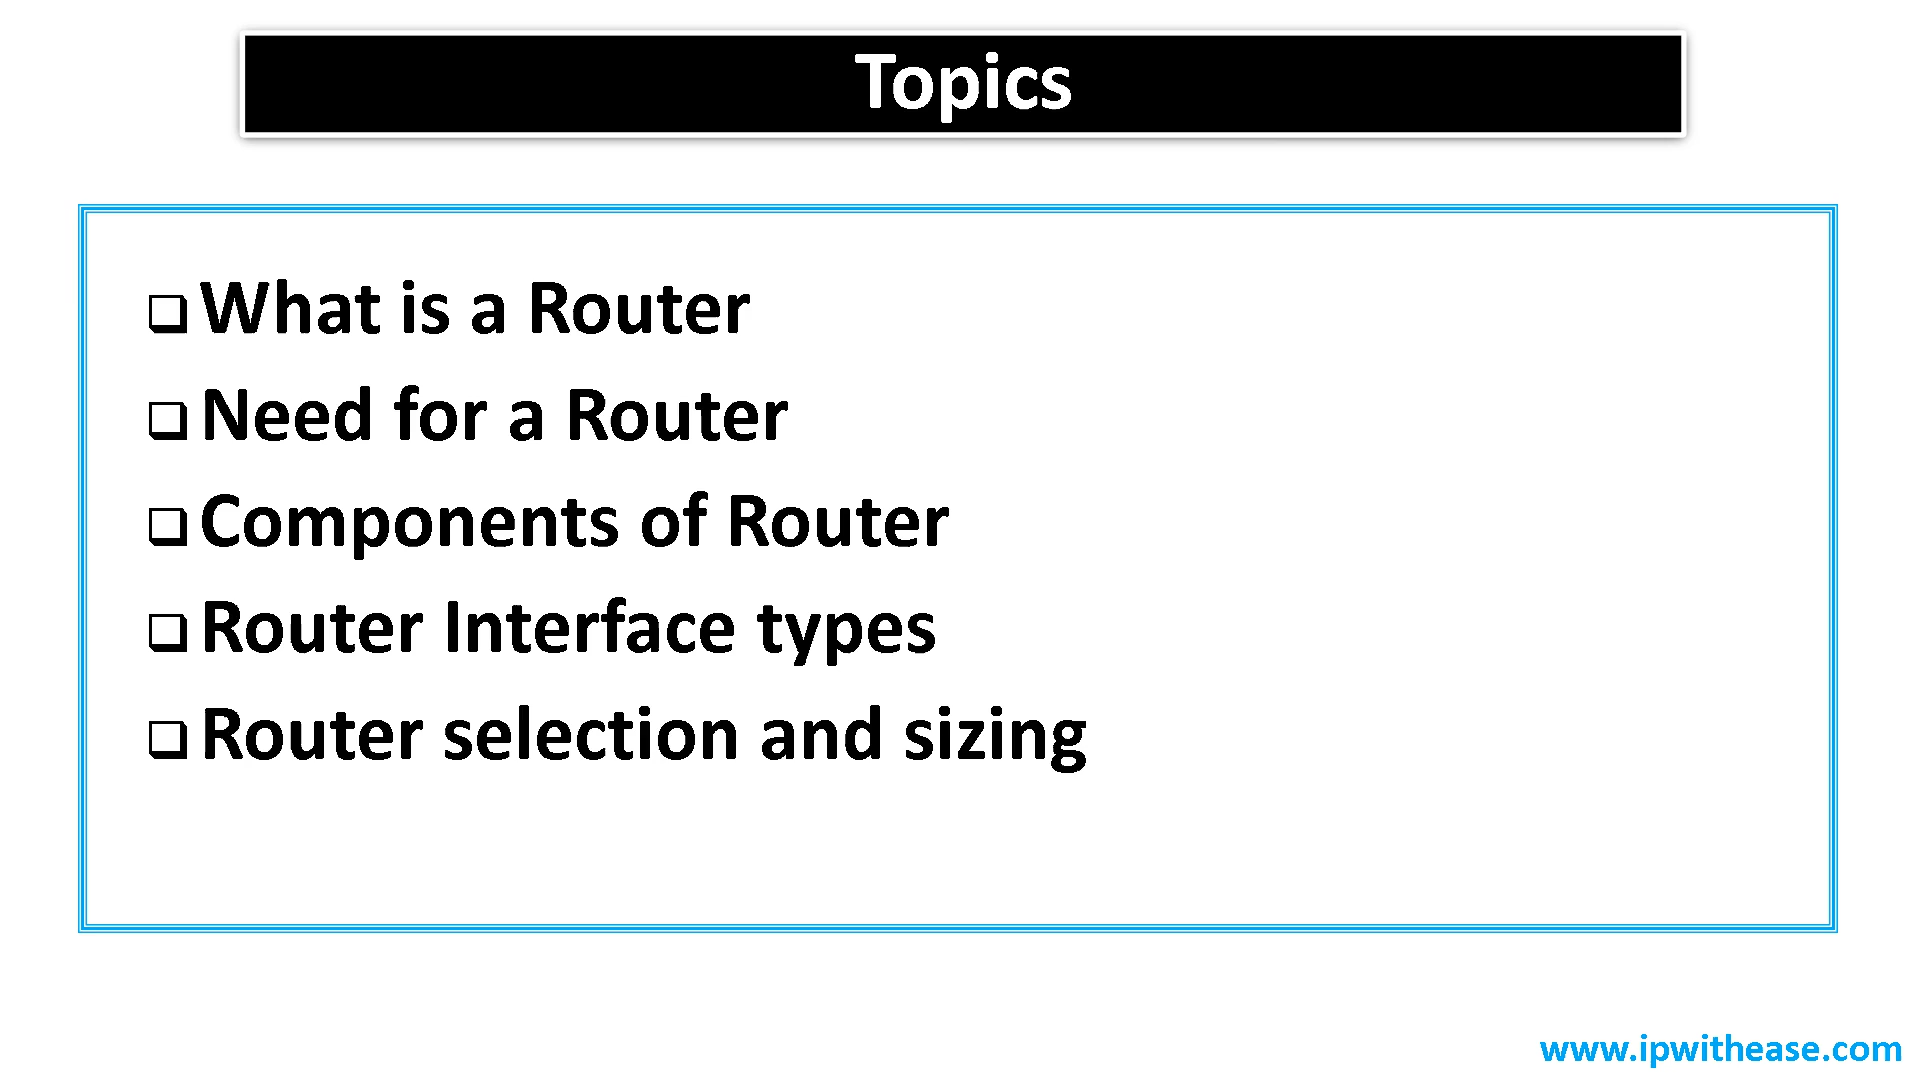 Topics
What is a Router
Need for a Router
Components of Router
Router Interface types
Router selection and sizing
www.ipwithease.com